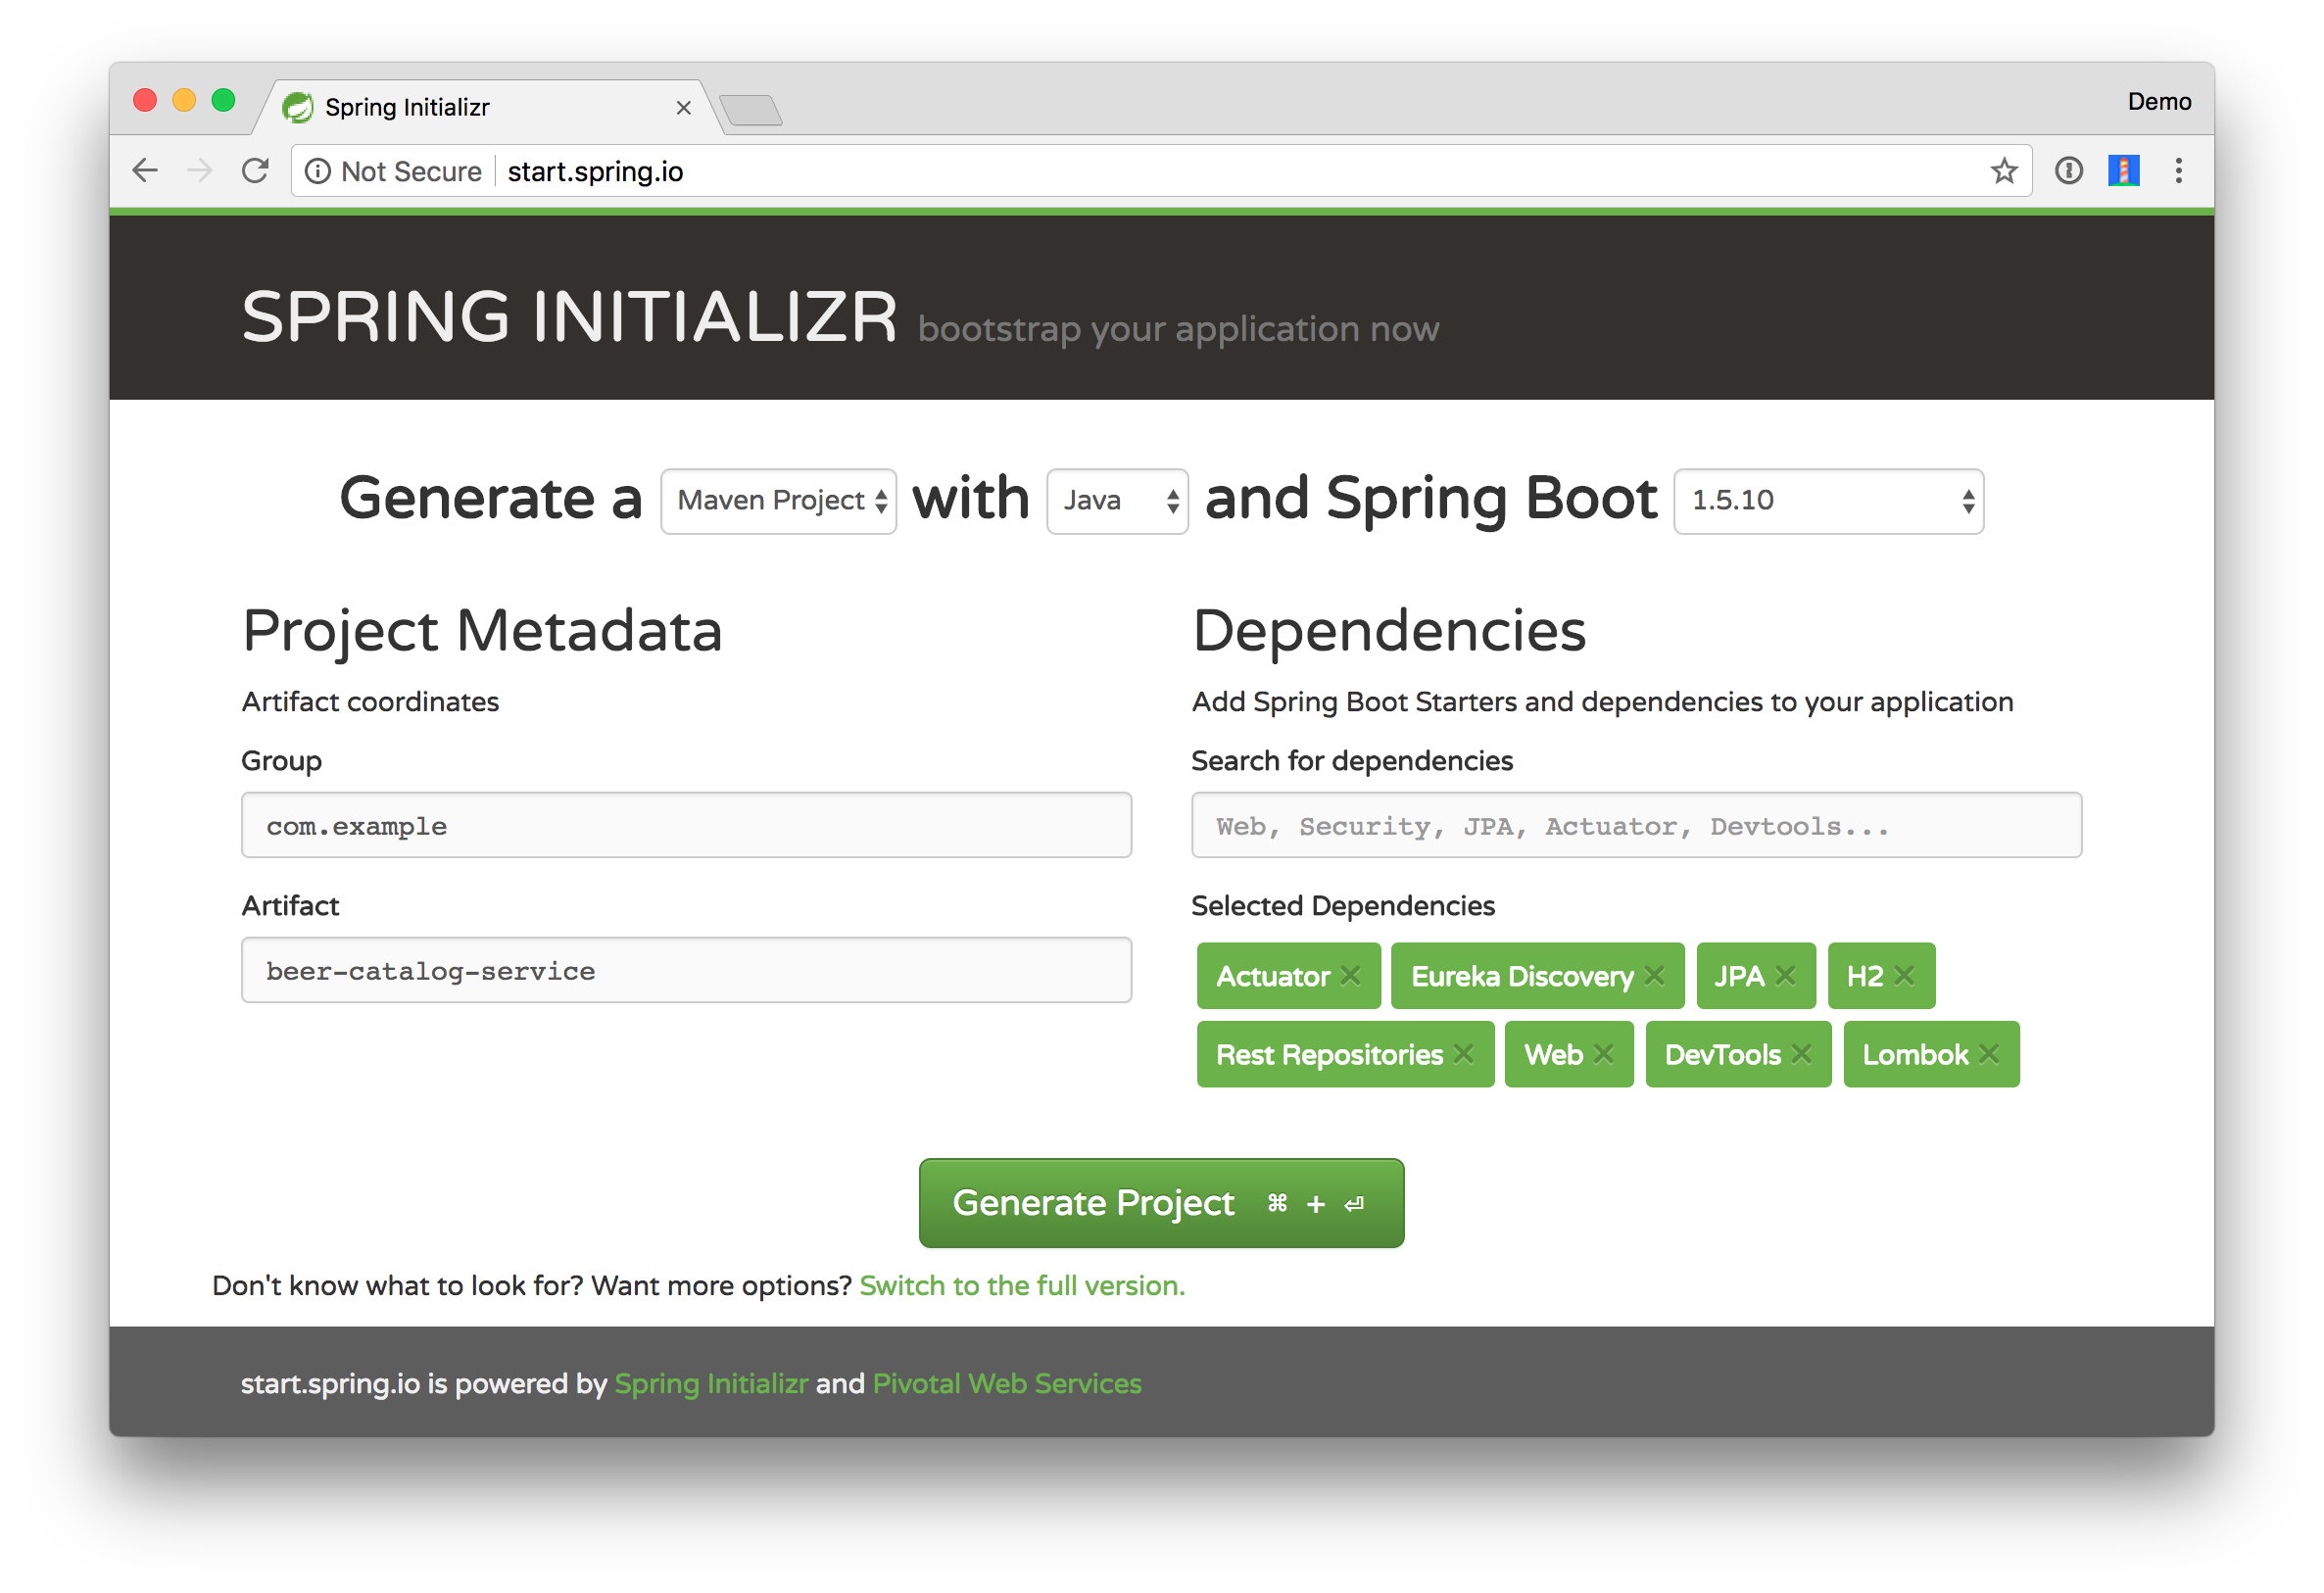 Spring Initializr
Demo
Not Secure start.spring.io
SPRING INITIALIZR bootstrap your application now
Generate a Maven Project with Java and Spring Boot 1.5.10
Project Metadata
Artifact coordinates
Group
com.example
Artifact
beer-catalog-service
Dependencies
Add Spring Boot Starters and dependencies to your application
Search for dependencies
Web, Security, JPA, Actuator, Devtools...
Selected Dependencies
Actuator × Eureka Discovery × JPA × H2 ×
Rest Repositories × Web × DevTools × Lombok ×
Generate Project ⌘ + ⏎
Don't know what to look for? Want more options? Switch to the full version.
start.spring.io is powered by Spring Initializr and Pivotal Web Services